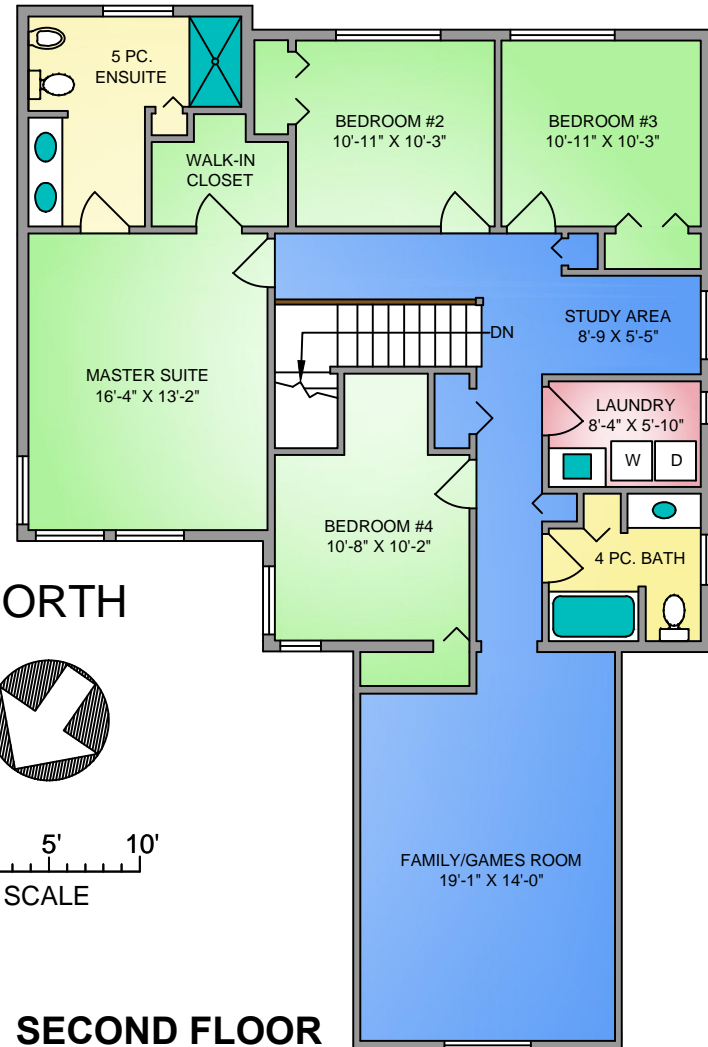 5 PC.
ENSUITE
BEDROOM #2
10'-11" X 10'-3"
BEDROOM #3
10'-11" X 10'-3"
WALK-IN
CLOSET
STUDY AREA
8'-9 X 5'-5"
DN
MASTER SUITE
16'-4" X 13'-2"
LAUNDRY
8'-4" X 5'-10"
W
D
BEDROOM #4
10'-8" X 10'-2"
4 PC. BATH
ORTH
5'
10'
SCALE
FAMILY/GAMES ROOM
19'-1" X 14'-0"
SECOND FLOOR